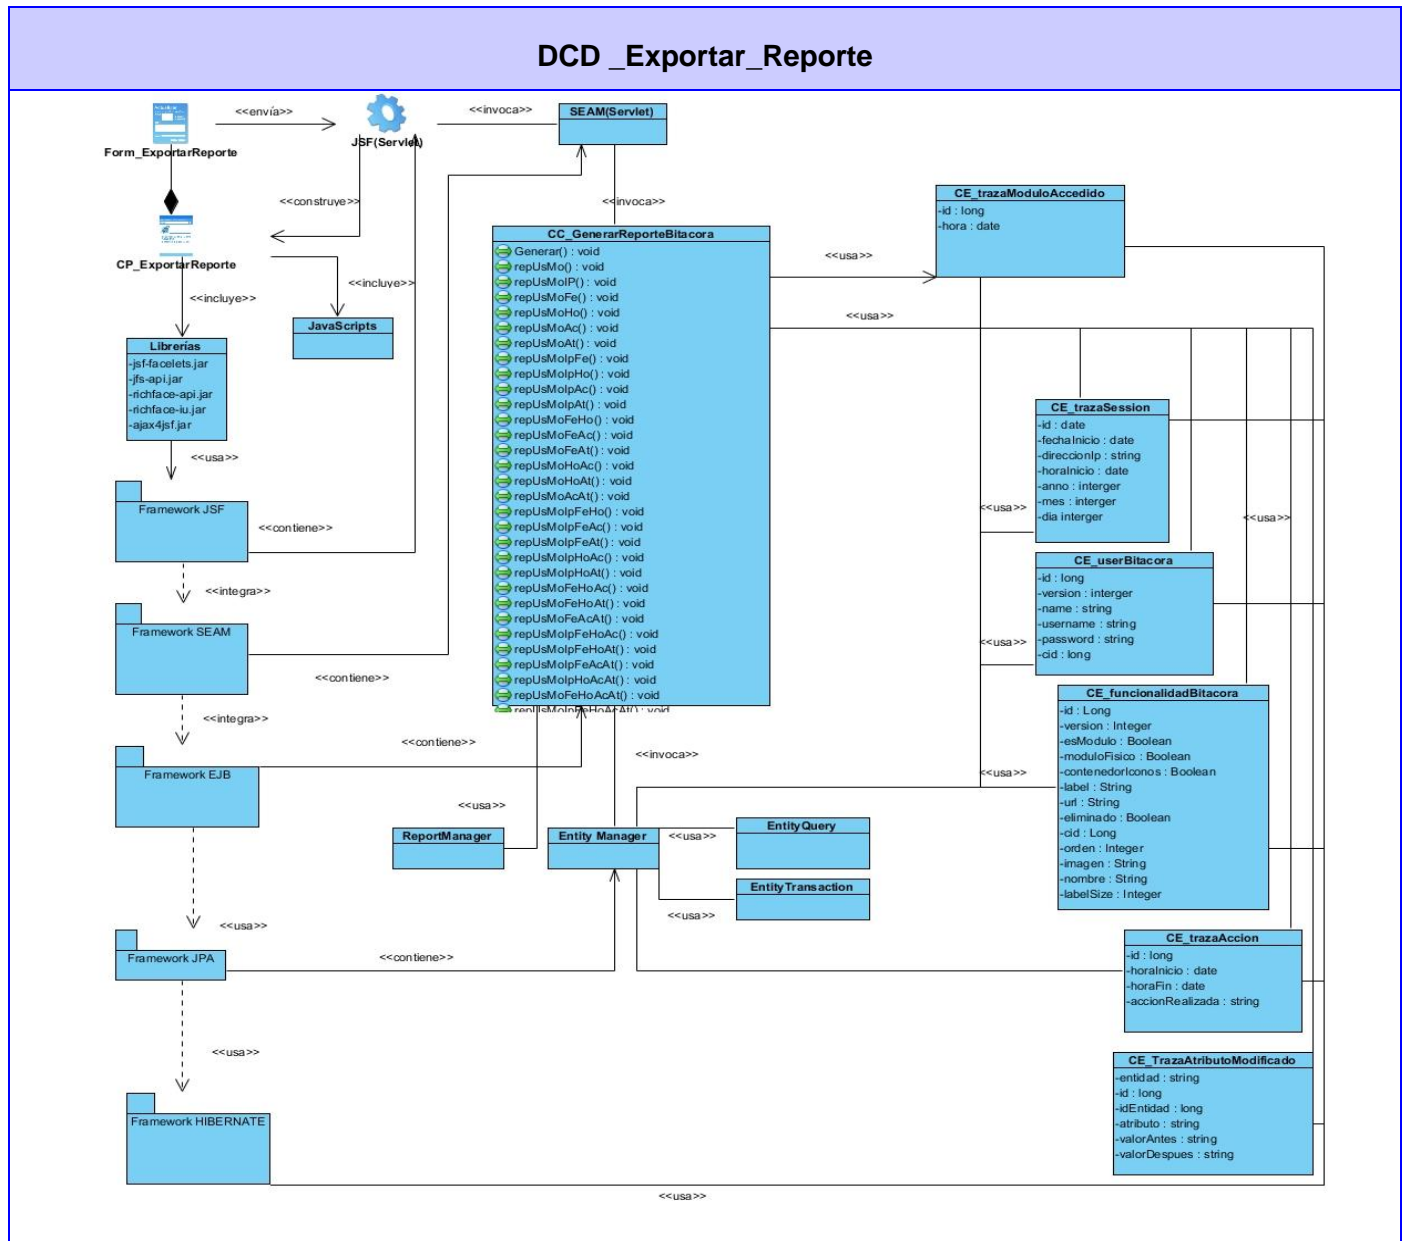 DCD _Exportar_Reporte
<<envía>>
<<invoca>>
SEAM(Servlet)
Form_ExportarReporte
JSF(Servlet)
<<construye>>
<<invoca>>
CP_ExportarReporte
<<incluye>>
<<incluye>>
JavaScripts
Librerías
-jsf-facelets.jar
-jfs-api.jar
-richface-api.jar
-richface-iu.jar
-ajax4jsf.jar
<<usa>>
Framework JSF
<<contiene>>
<<integra>>
Framework SEAM
<<contiene>>
<<integra>>
Framework EJB
<<contiene>>
<<usa>>
Framework JPA
<<contiene>>
<<usa>>
Framework HIBERNATE
<<usa>>
CC_GenerarReporteBitacora
Generar() : void
repUsMo() : void
repUsMoIP() : void
repUsMoFe() : void
repUsMoHo() : void
repUsMoAc() : void
repUsMoAt() : void
repUsMoIpFe() : void
repUsMoIpHo() : void
repUsMoIpAc() : void
repUsMoIpAt() : void
repUsMoFeHo() : void
repUsMoFeAc() : void
repUsMoFeAt() : void
repUsMoHoAc() : void
repUsMoHoAt() : void
repUsMoAcAt() : void
repUsMoIpFeHo() : void
repUsMoIpFeAc() : void
repUsMoIpFeAt() : void
repUsMoIpHoAc() : void
repUsMoIpHoAt() : void
repUsMoFeHoAc() : void
repUsMoFeHoAt() : void
repUsMoFeAcAt() : void
repUsMoIpFeHoAc() : void
repUsMoIpFeHoAt() : void
repUsMoIpFeAcAt() : void
repUsMoIpHoAcAt() : void
repUsMoFeHoAcAt() : void
repUsMoIpFeHoAcAt() : void
<<invoca>>
<<usa>>
ReportManager
Entity Manager
<<usa>>
EntityQuery
EntityTransaction
<<usa>>
<<usa>>
<<usa>>
CE_trazaModuloAccedido
-id : long
-hora : date
CE_trazaSession
-id : date
-fechaInicio : date
-direccionIp : string
-horaInicio : date
-anno : interger
-mes : interger
-dia interger
<<usa>>
<<usa>>
CE_userBitacora
-id : long
-version : interger
-name : string
-username : string
-password : string
-cid : long
<<usa>>
CE_funcionalidadBitacora
-id : Long
-version : Integer
-esModulo : Boolean
-moduloFisico : Boolean
-contenedorIconos : Boolean
-label : String
-url : String
-eliminado : Boolean
-cid : Long
-orden : Integer
-imagen : String
-nombre : String
-labelSize : Integer
<<usa>>
CE_trazaAccion
-id : long
-horaInicio : date
-horaFin : date
-accionRealizada : string
CE_TrazaAtributoModificado
-entidad : string
-id : long
-idEntidad : long
-atributo : string
-valorAntes : string
-valorDespues : string